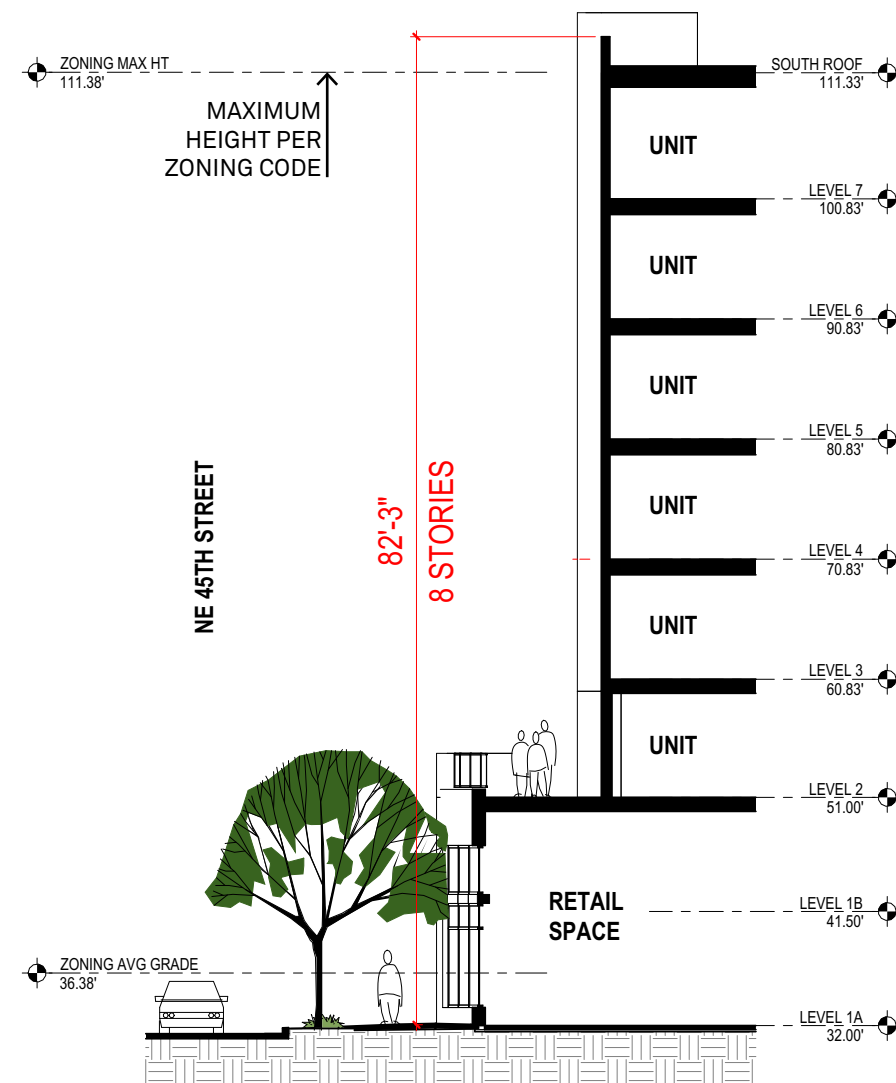 ZONING MAX HT
111.38'
MAXIMUM
HEIGHT PER
ZONING CODE
SOUTH ROOF
111.33'
UNIT
LEVEL 7
100.83'
UNIT
LEVEL 6
90.83'
UNIT
LEVEL 5
80.83'
NE 45TH STREET
82'-3"
8 STORIES
UNIT
LEVEL 4
70.83'
UNIT
LEVEL 3
60.83'
UNIT
LEVEL 2
51.00'
RETAIL
SPACE
LEVEL 1B
41.50'
ZONING AVG GRADE
36.38'
LEVEL 1A
32.00'